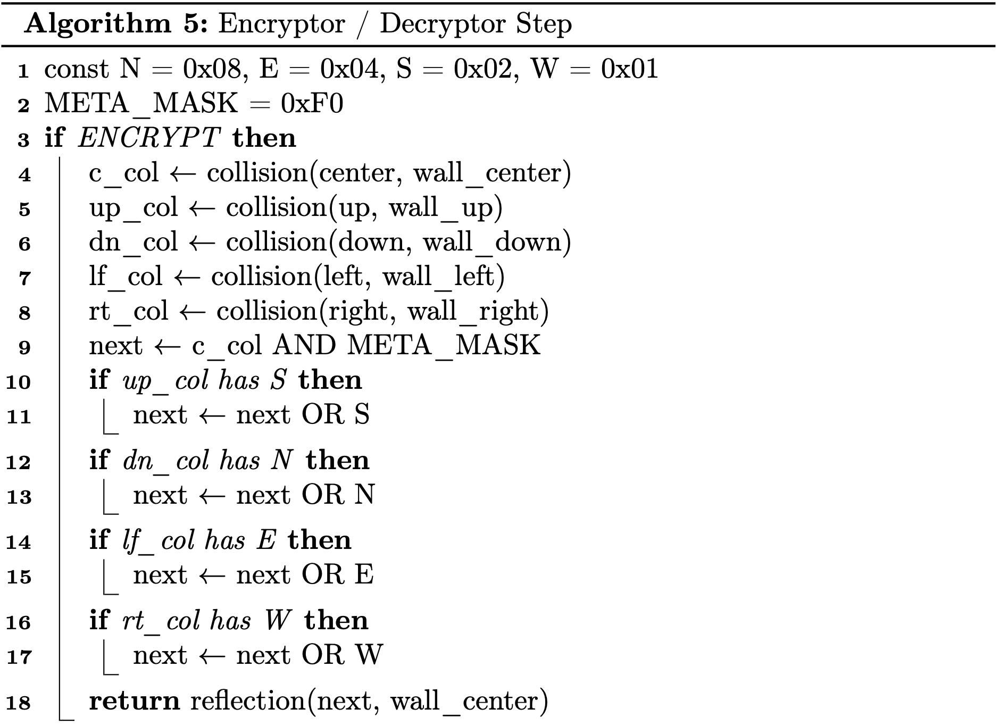 Algorithm 5: Encryptor / Decryptor Step
1 const N = 0x08, E = 0x04, S = 0x02, W = 0x01
2 META_MASK = 0xF0
3 if ENCRYPT then
4 c_col ← collision(center, wall_center)
5 up_col ← collision(up, wall_up)
6 dn_col ← collision(down, wall_down)
7 lf_col ← collision(left, wall_left)
8 rt_col ← collision(right, wall_right)
9 next ← c_col AND META_MASK
10 if up_col has S then
11 next ← next OR S
12 if dn_col has N then
13 next ← next OR N
14 if lf_col has E then
15 next ← next OR E
16 if rt_col has W then
17 next ← next OR W
18 return reflection(next, wall_center)